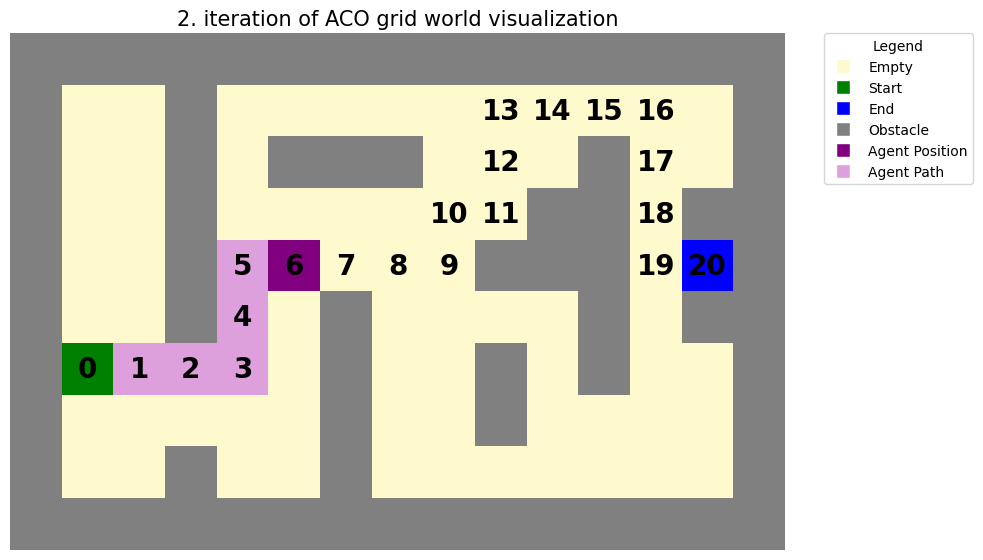 2. iteration of ACO grid world visualization
Legend
Empty
Start
End
Obstacle
Agent Position
Agent Path
13 14 15 16
12 17
10 11 18
5 6 7 8 9 19 20
4
0 1 2 3